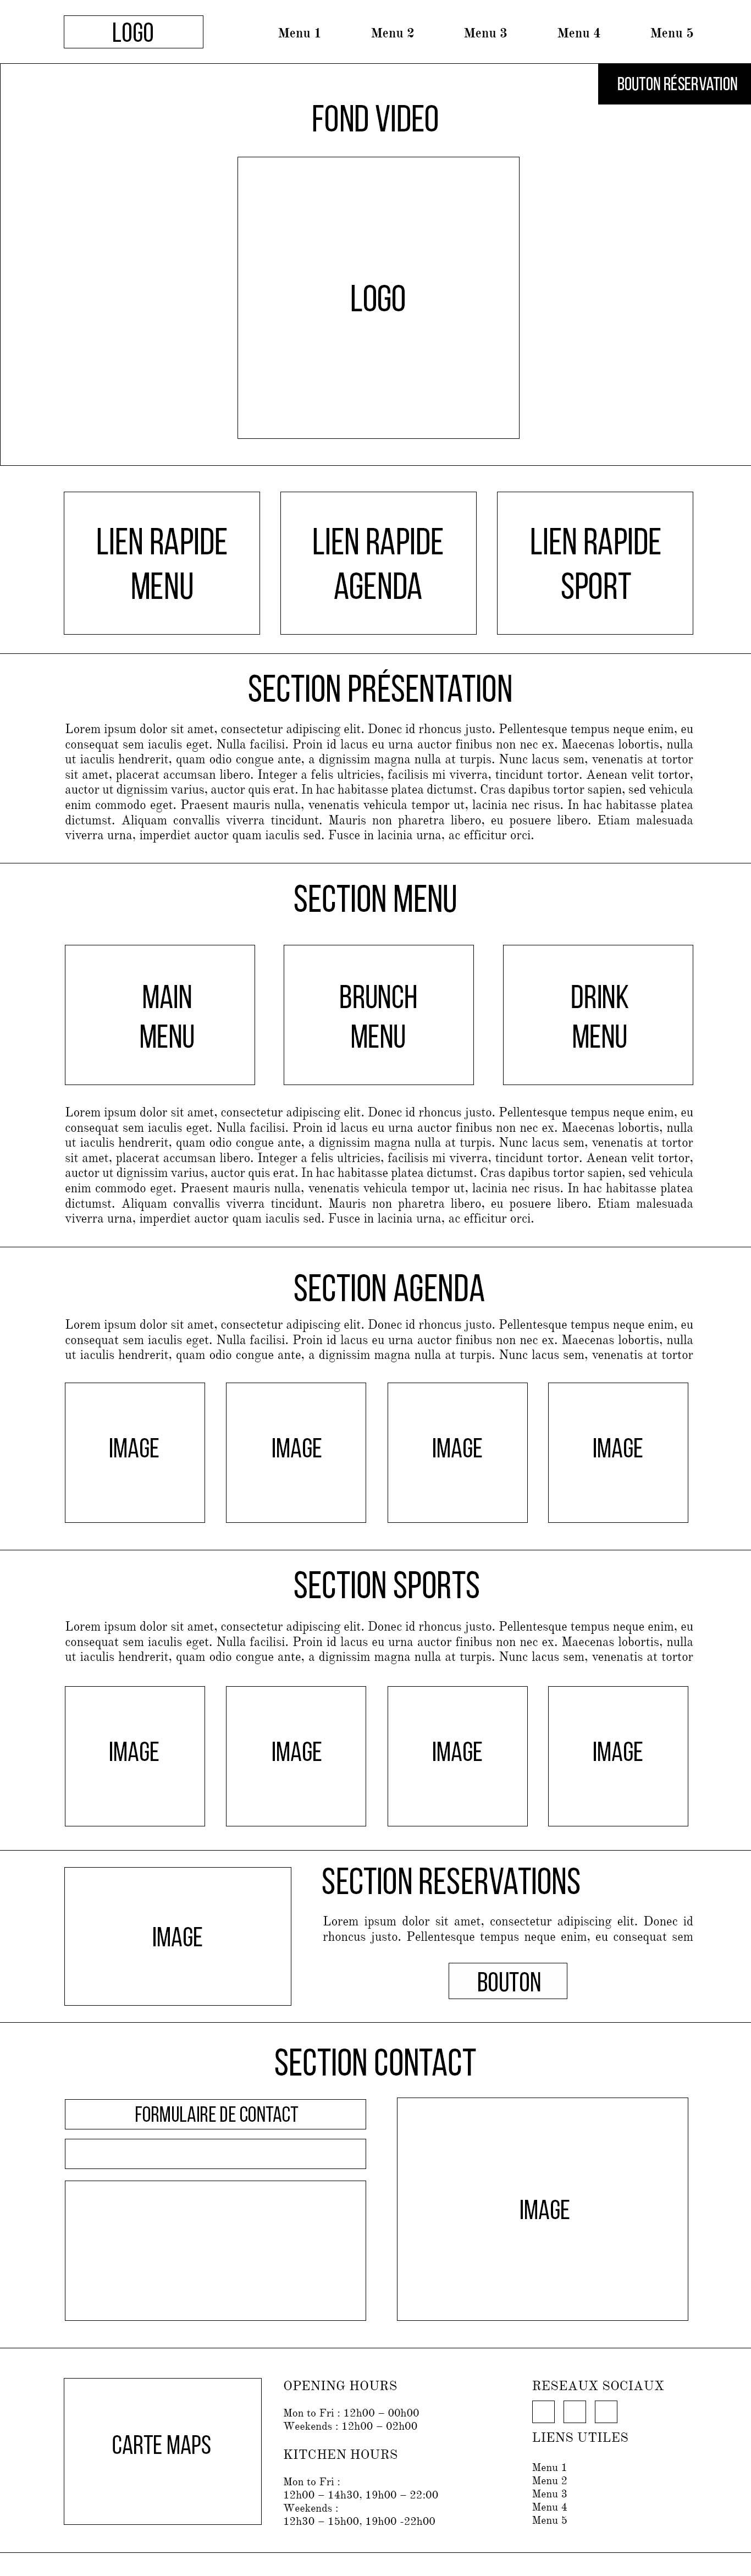 LOGO
Menu 1
Menu 2
Menu 3
Menu 4
Menu 5
BOUTON RÉSERVATION
FOND VIDEO
LOGO
LIEN RAPIDE
MENU
LIEN RAPIDE
AGENDA
LIEN RAPIDE
SPORT
SECTION PRÉSENTATION
Lorem ipsum dolor sit amet, consectetur adipiscing elit. Donec id rhoncus justo. Pellentesque tempus neque enim, eu
consequat sem iaculis eget. Nulla facilisi. Proin id lacus eu urna auctor finibus non nec ex. Maecenas lobortis, nulla
ut iaculis hendrerit, quam odio congue ante, a dignissim magna nulla at turpis. Nunc lacus sem, venenatis at tortor
sit amet, placerat accumsan libero. Integer a felis ultricies, facilisis mi viverra, tincidunt tortor. Aenean velit tortor,
auctor ut dignissim varius, auctor quis erat. In hac habitasse platea dictumst. Cras dapibus tortor sapien, sed vehicula
enim commodo eget. Praesent mauris nulla, venenatis vehicula tempor ut, lacinia nec risus. In hac habitasse platea
dictumst. Aliquam convallis viverra tincidunt. Mauris non pharetra libero, eu posuere libero. Etiam malesuada
viverra urna, imperdiet auctor quam iaculis sed. Fusce in lacinia urna, ac efficitur orci.
SECTION MENU
MAIN
MENU
BRUNCH
MENU
DRINK
MENU
Lorem ipsum dolor sit amet, consectetur adipiscing elit. Donec id rhoncus justo. Pellentesque tempus neque enim, eu
consequat sem iaculis eget. Nulla facilisi. Proin id lacus eu urna auctor finibus non nec ex. Maecenas lobortis, nulla
ut iaculis hendrerit, quam odio congue ante, a dignissim magna nulla at turpis. Nunc lacus sem, venenatis at tortor
sit amet, placerat accumsan libero. Integer a felis ultricies, facilisis mi viverra, tincidunt tortor. Aenean velit tortor,
auctor ut dignissim varius, auctor quis erat. In hac habitasse platea dictumst. Cras dapibus tortor sapien, sed vehicula
enim commodo eget. Praesent mauris nulla, venenatis vehicula tempor ut, lacinia nec risus. In hac habitasse platea
dictumst. Aliquam convallis viverra tincidunt. Mauris non pharetra libero, eu posuere libero. Etiam malesuada
viverra urna, imperdiet auctor quam iaculis sed. Fusce in lacinia urna, ac efficitur orci.
SECTION AGENDA
Lorem ipsum dolor sit amet, consectetur adipiscing elit. Donec id rhoncus justo. Pellentesque tempus neque enim, eu
consequat sem iaculis eget. Nulla facilisi. Proin id lacus eu urna auctor finibus non nec ex. Maecenas lobortis, nulla
ut iaculis hendrerit, quam odio congue ante, a dignissim magna nulla at turpis. Nunc lacus sem, venenatis at tortor
IMAGE
IMAGE
IMAGE
IMAGE
SECTION SPORTS
Lorem ipsum dolor sit amet, consectetur adipiscing elit. Donec id rhoncus justo. Pellentesque tempus neque enim, eu
consequat sem iaculis eget. Nulla facilisi. Proin id lacus eu urna auctor finibus non nec ex. Maecenas lobortis, nulla
ut iaculis hendrerit, quam odio congue ante, a dignissim magna nulla at turpis. Nunc lacus sem, venenatis at tortor
IMAGE
IMAGE
IMAGE
IMAGE
IMAGE
SECTION RESERVATIONS
Lorem ipsum dolor sit amet, consectetur adipiscing elit. Donec id
rhoncus justo. Pellentesque tempus neque enim, eu consequat sem
BOUTON
SECTION CONTACT
FORMULAIRE DE CONTACT
IMAGE
CARTE MAPS
OPENING HOURS
Mon to Fri : 12h00 – 00h00
Weekends : 12h00 – 02h00
KITCHEN HOURS
Mon to Fri :
12h00 – 14h30, 19h00 – 22:00
Weekends :
12h30 – 15h00, 19h00 -22h00
RESEAUX SOCIAUX
LIENS UTILES
Menu 1
Menu 2
Menu 3
Menu 4
Menu 5